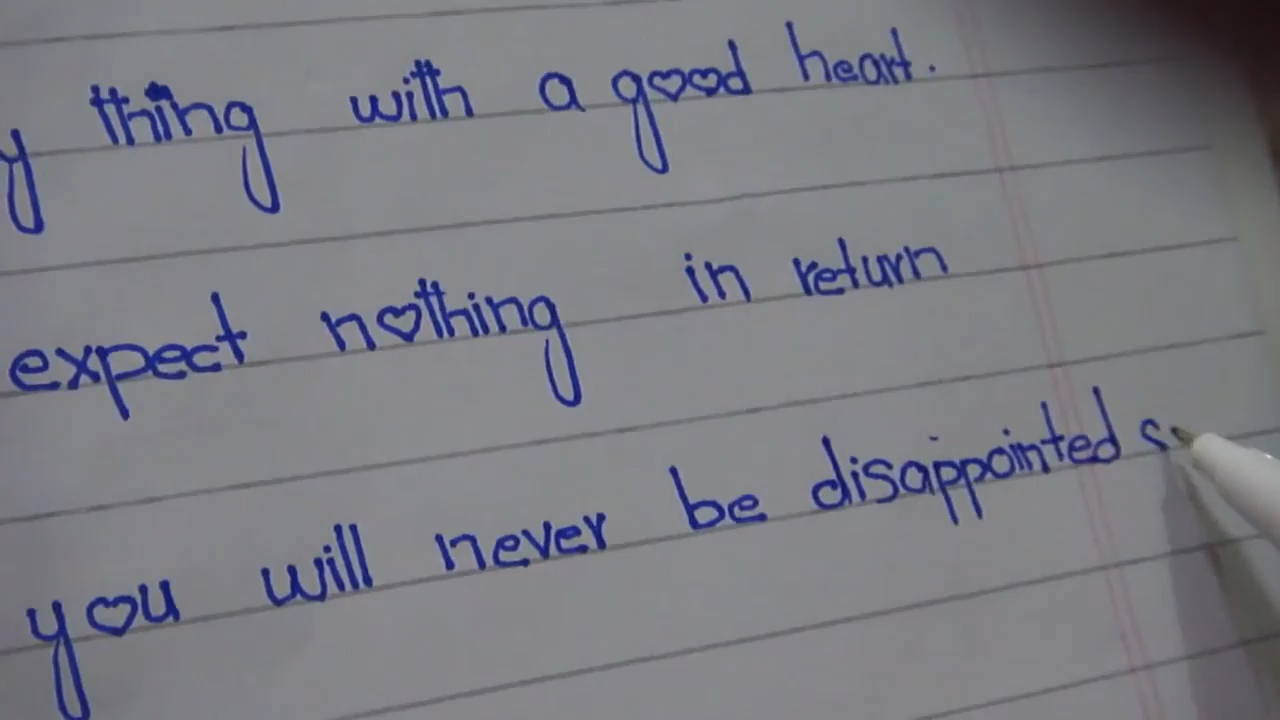 y thing with a good heart.
expect nothing in return
you will never be disappointed